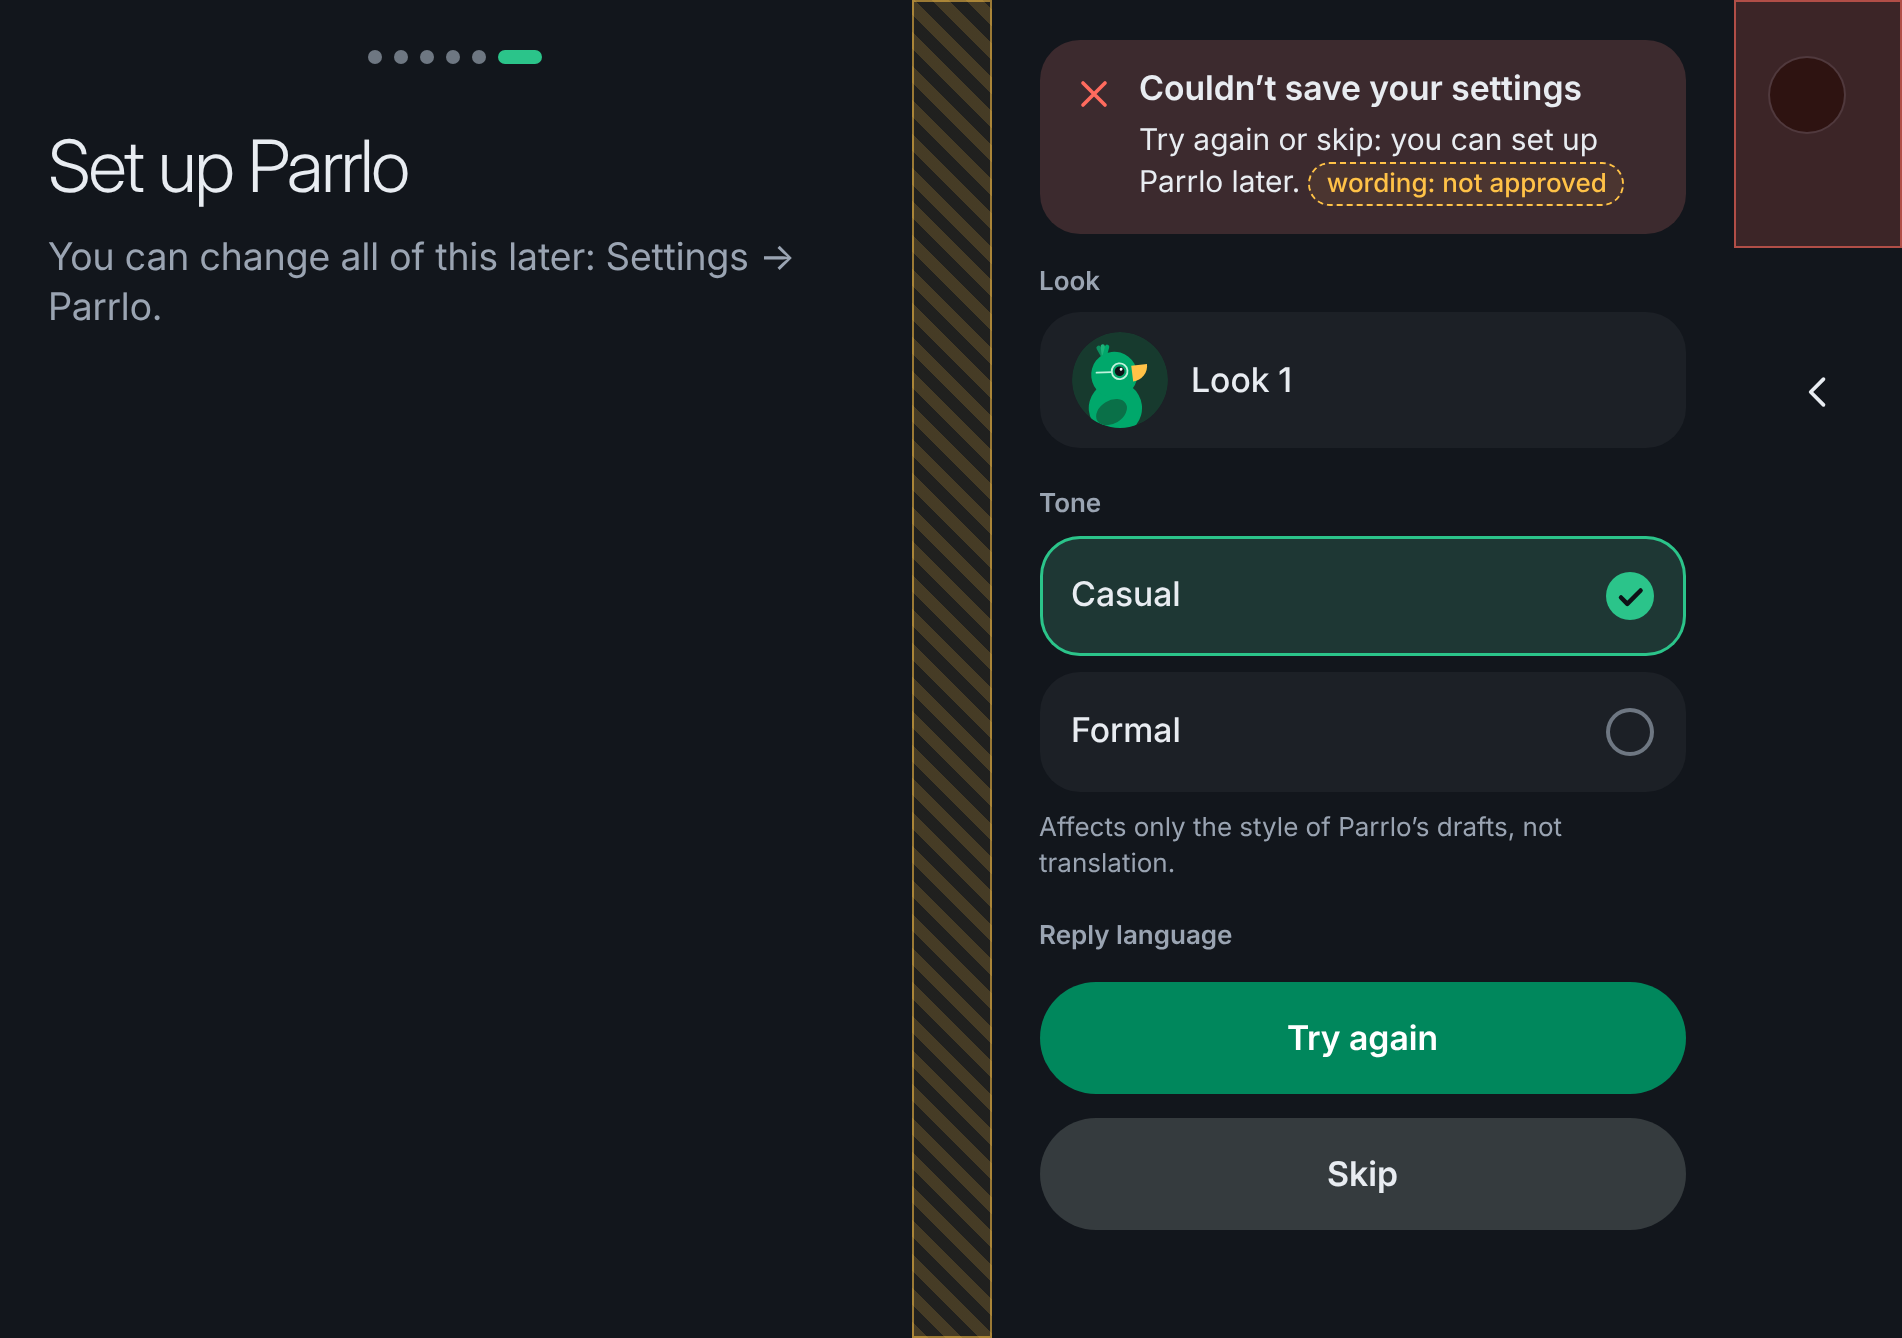 Set up Parrlo
You can change all of this later: Settings →
Parrlo.
Couldn’t save your settings
Try again or skip: you can set up
Parrlo later. wording: not approved
Look
Look 1
Tone
Casual
Formal
Affects only the style of Parrlo’s drafts, not
translation.
Reply language
Try again
Skip